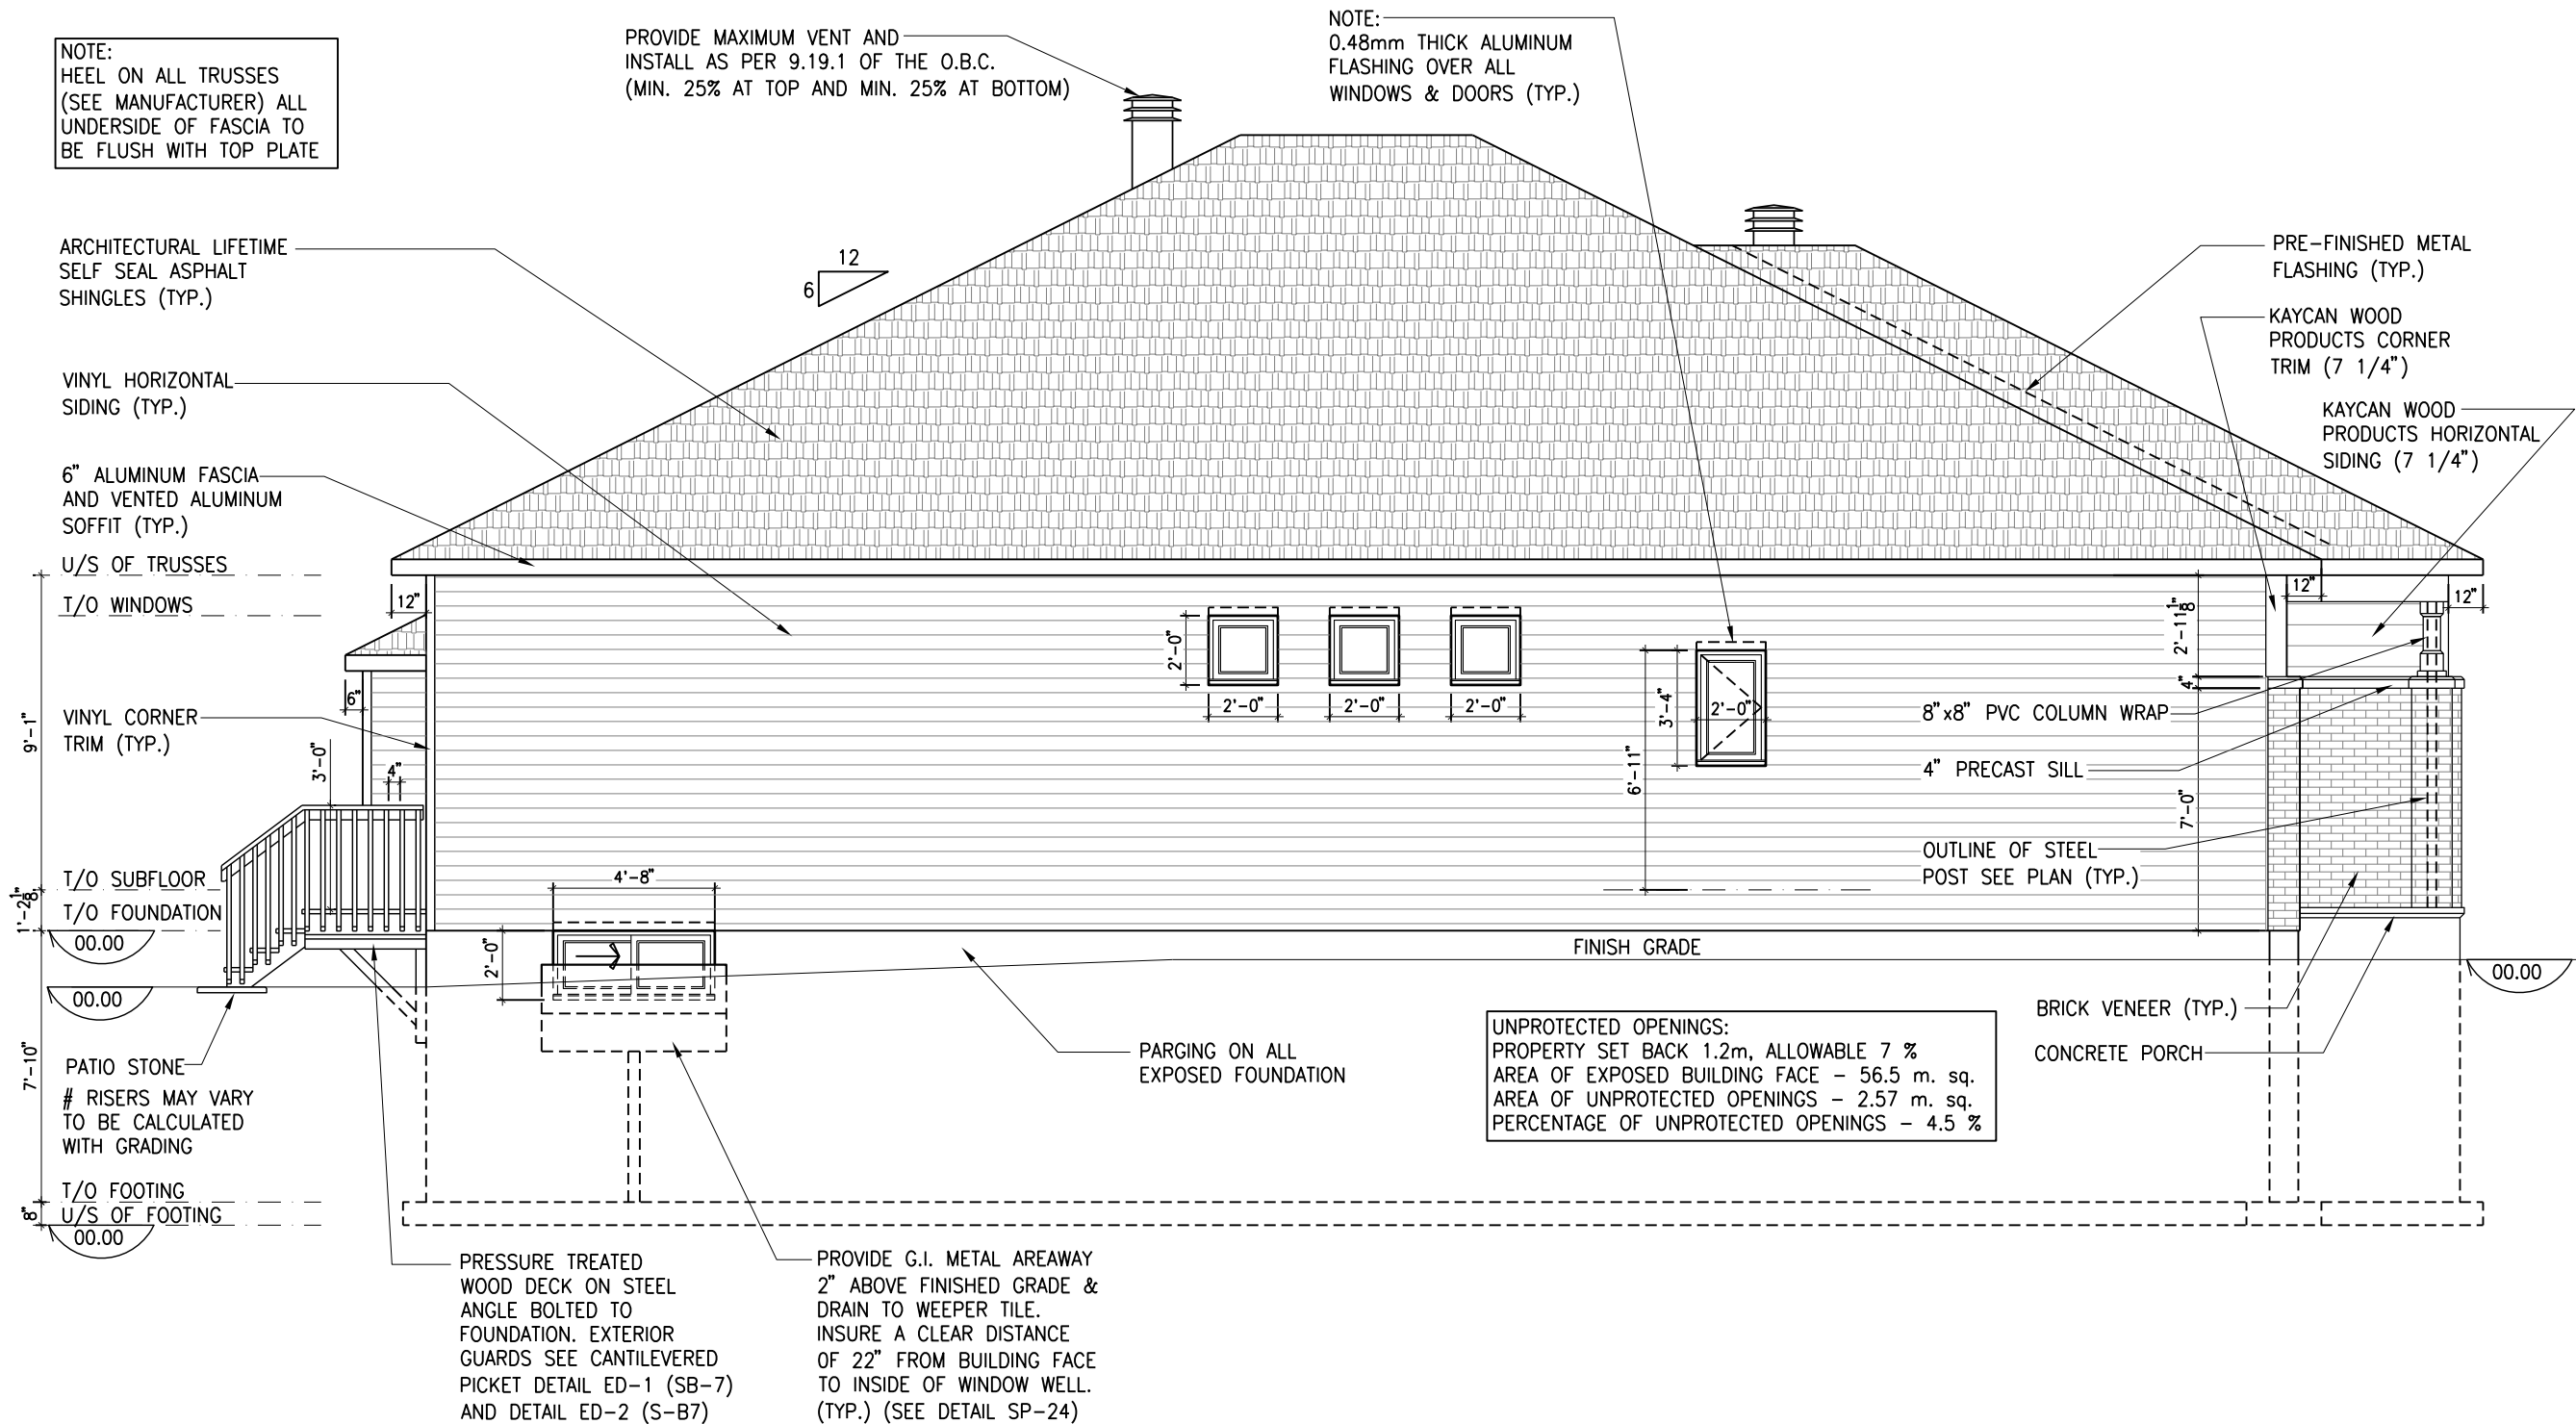 NOTE:
HEEL ON ALL TRUSSES
(SEE MANUFACTURER) ALL
UNDERSIDE OF FASCIA TO
BE FLUSH WITH TOP PLATE
PROVIDE MAXIMUM VENT AND
INSTALL AS PER 9.19.1 OF THE O.B.C.
(MIN. 25% AT TOP AND MIN. 25% AT BOTTOM)
NOTE:
0.48mm THICK ALUMINUM
FLASHING OVER ALL
WINDOWS & DOORS (TYP.)
ARCHITECTURAL LIFETIME
SELF SEAL ASPHALT
SHINGLES (TYP.)
12
6
PRE-FINISHED METAL
FLASHING (TYP.)
KAYCAN WOOD
PRODUCTS CORNER
TRIM (7 1/4")
KAYCAN WOOD
PRODUCTS HORIZONTAL
SIDING (7 1/4")
VINYL HORIZONTAL
SIDING (TYP.)
6" ALUMINUM FASCIA
AND VENTED ALUMINUM
SOFFIT (TYP.)
U/S OF TRUSSES
T/O WINDOWS
12"
12"
12"
2'-0"
2'-0"
2'-0"
2'-0"
3'-4"
2'-0"
6'-11"
2'-11 1/8"
4"
7'-0"
6"
VINYL CORNER
TRIM (TYP.)
9'-1"
3'-0"
4"
8"x8" PVC COLUMN WRAP
4" PRECAST SILL
OUTLINE OF STEEL
POST SEE PLAN (TYP.)
T/O SUBFLOOR
1'-2 1/8"
T/O FOUNDATION
00.00
4'-8"
2'-0"
FINISH GRADE
00.00
00.00
7'-10"
PATIO STONE
# RISERS MAY VARY
TO BE CALCULATED
WITH GRADING
PARGING ON ALL
EXPOSED FOUNDATION
UNPROTECTED OPENINGS:
PROPERTY SET BACK 1.2m, ALLOWABLE 7 %
AREA OF EXPOSED BUILDING FACE - 56.5 m. sq.
AREA OF UNPROTECTED OPENINGS - 2.57 m. sq.
PERCENTAGE OF UNPROTECTED OPENINGS - 4.5 %
BRICK VENEER (TYP.)
CONCRETE PORCH
T/O FOOTING
8"
U/S OF FOOTING
00.00
PRESSURE TREATED
WOOD DECK ON STEEL
ANGLE BOLTED TO
FOUNDATION. EXTERIOR
GUARDS SEE CANTILEVERED
PICKET DETAIL ED-1 (SB-7)
AND DETAIL ED-2 (S-B7)
PROVIDE G.I. METAL AREAWAY
2" ABOVE FINISHED GRADE &
DRAIN TO WEEPER TILE.
INSURE A CLEAR DISTANCE
OF 22" FROM BUILDING FACE
TO INSIDE OF WINDOW WELL.
(TYP.) (SEE DETAIL SP-24)